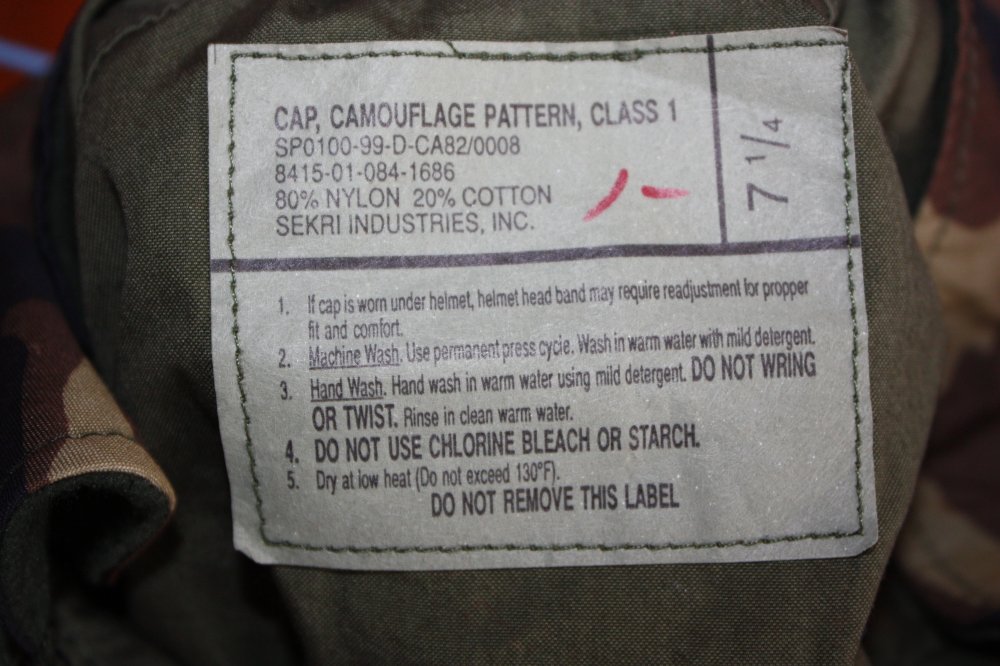 CAP, CAMOUFLAGE PATTERN, CLASS 1
SP0100-99-D-CA82/0008
8415-01-084-1686
80% NYLON 20% COTTON
SEKRI INDUSTRIES, INC.
7 1/4
1. If cap is worn under helmet, helmet head band may require readjustment for propper
fit and comfort.
2. Machine Wash. Use permanent press cycle. Wash in warm water with mild detergent.
3. Hand Wash. Hand wash in warm water using mild detergent. DO NOT WRING
OR TWIST. Rinse in clean warm water.
4. DO NOT USE CHLORINE BLEACH OR STARCH.
5. Dry at low heat (Do not exceed 130°F).
DO NOT REMOVE THIS LABEL